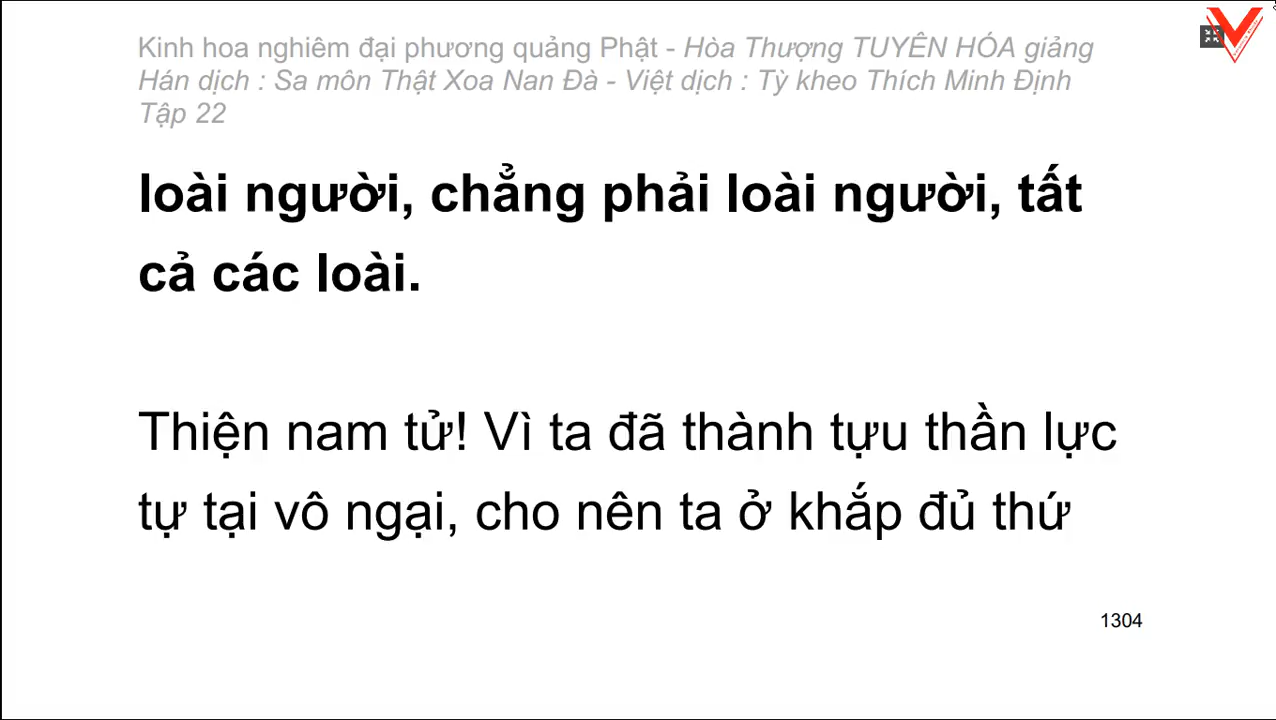 Kinh hoa nghiêm đại phương quảng Phật - Hòa Thượng TUYÊN HÓA giảng
Hán dịch : Sa môn Thật Xoa Nan Đà - Việt dịch : Tỳ kheo Thích Minh Định
Tập 22
loài người, chẳng phải loài người, tất
cả các loài.
Thiện nam tử! Vì ta đã thành tựu thần lực
tự tại vô ngại, cho nên ta ở khắp đủ thứ
1304